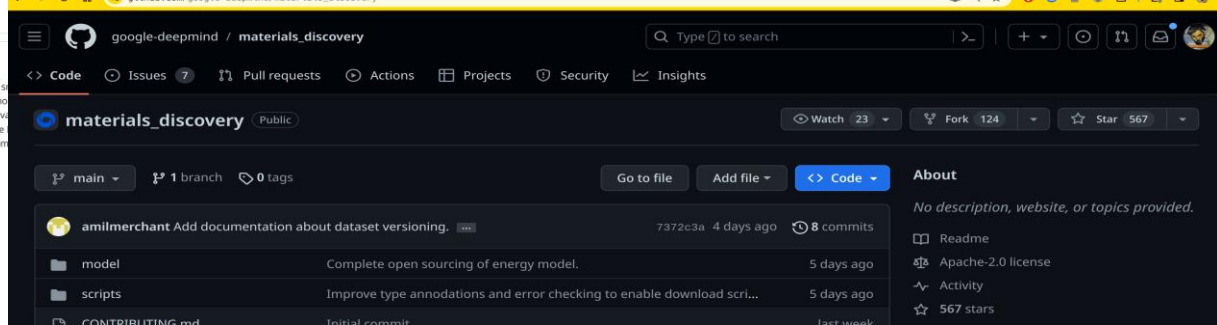 google-deepmind / materials_discovery
Type / to search
<> Code
Issues 7
Pull requests
Actions
Projects
Security
Insights
materials_discovery Public
Watch 23
Fork 124
Star 567
main
1 branch
0 tags
Go to file
Add file
<> Code
About
amilmerchant Add documentation about dataset versioning. ...
7372c3a 4 days ago
8 commits
No description, website, or topics provided.
model
Complete open sourcing of energy model.
5 days ago
Readme
Apache-2.0 license
scripts
Improve type annodations and error checking to enable download scri...
5 days ago
Activity
567 stars
CONTRIBUTING.md
Initial commit
last week